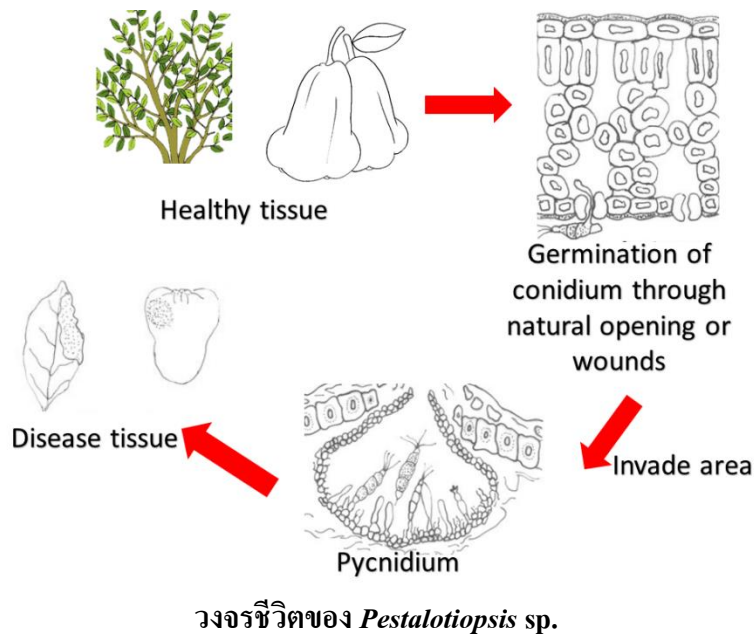 Healthy tissue
Germination of
conidium through
natural opening or
wounds
Invade area
Pycnidium
Disease tissue
วงจรชีวิตของ Pestalotiopsis sp.